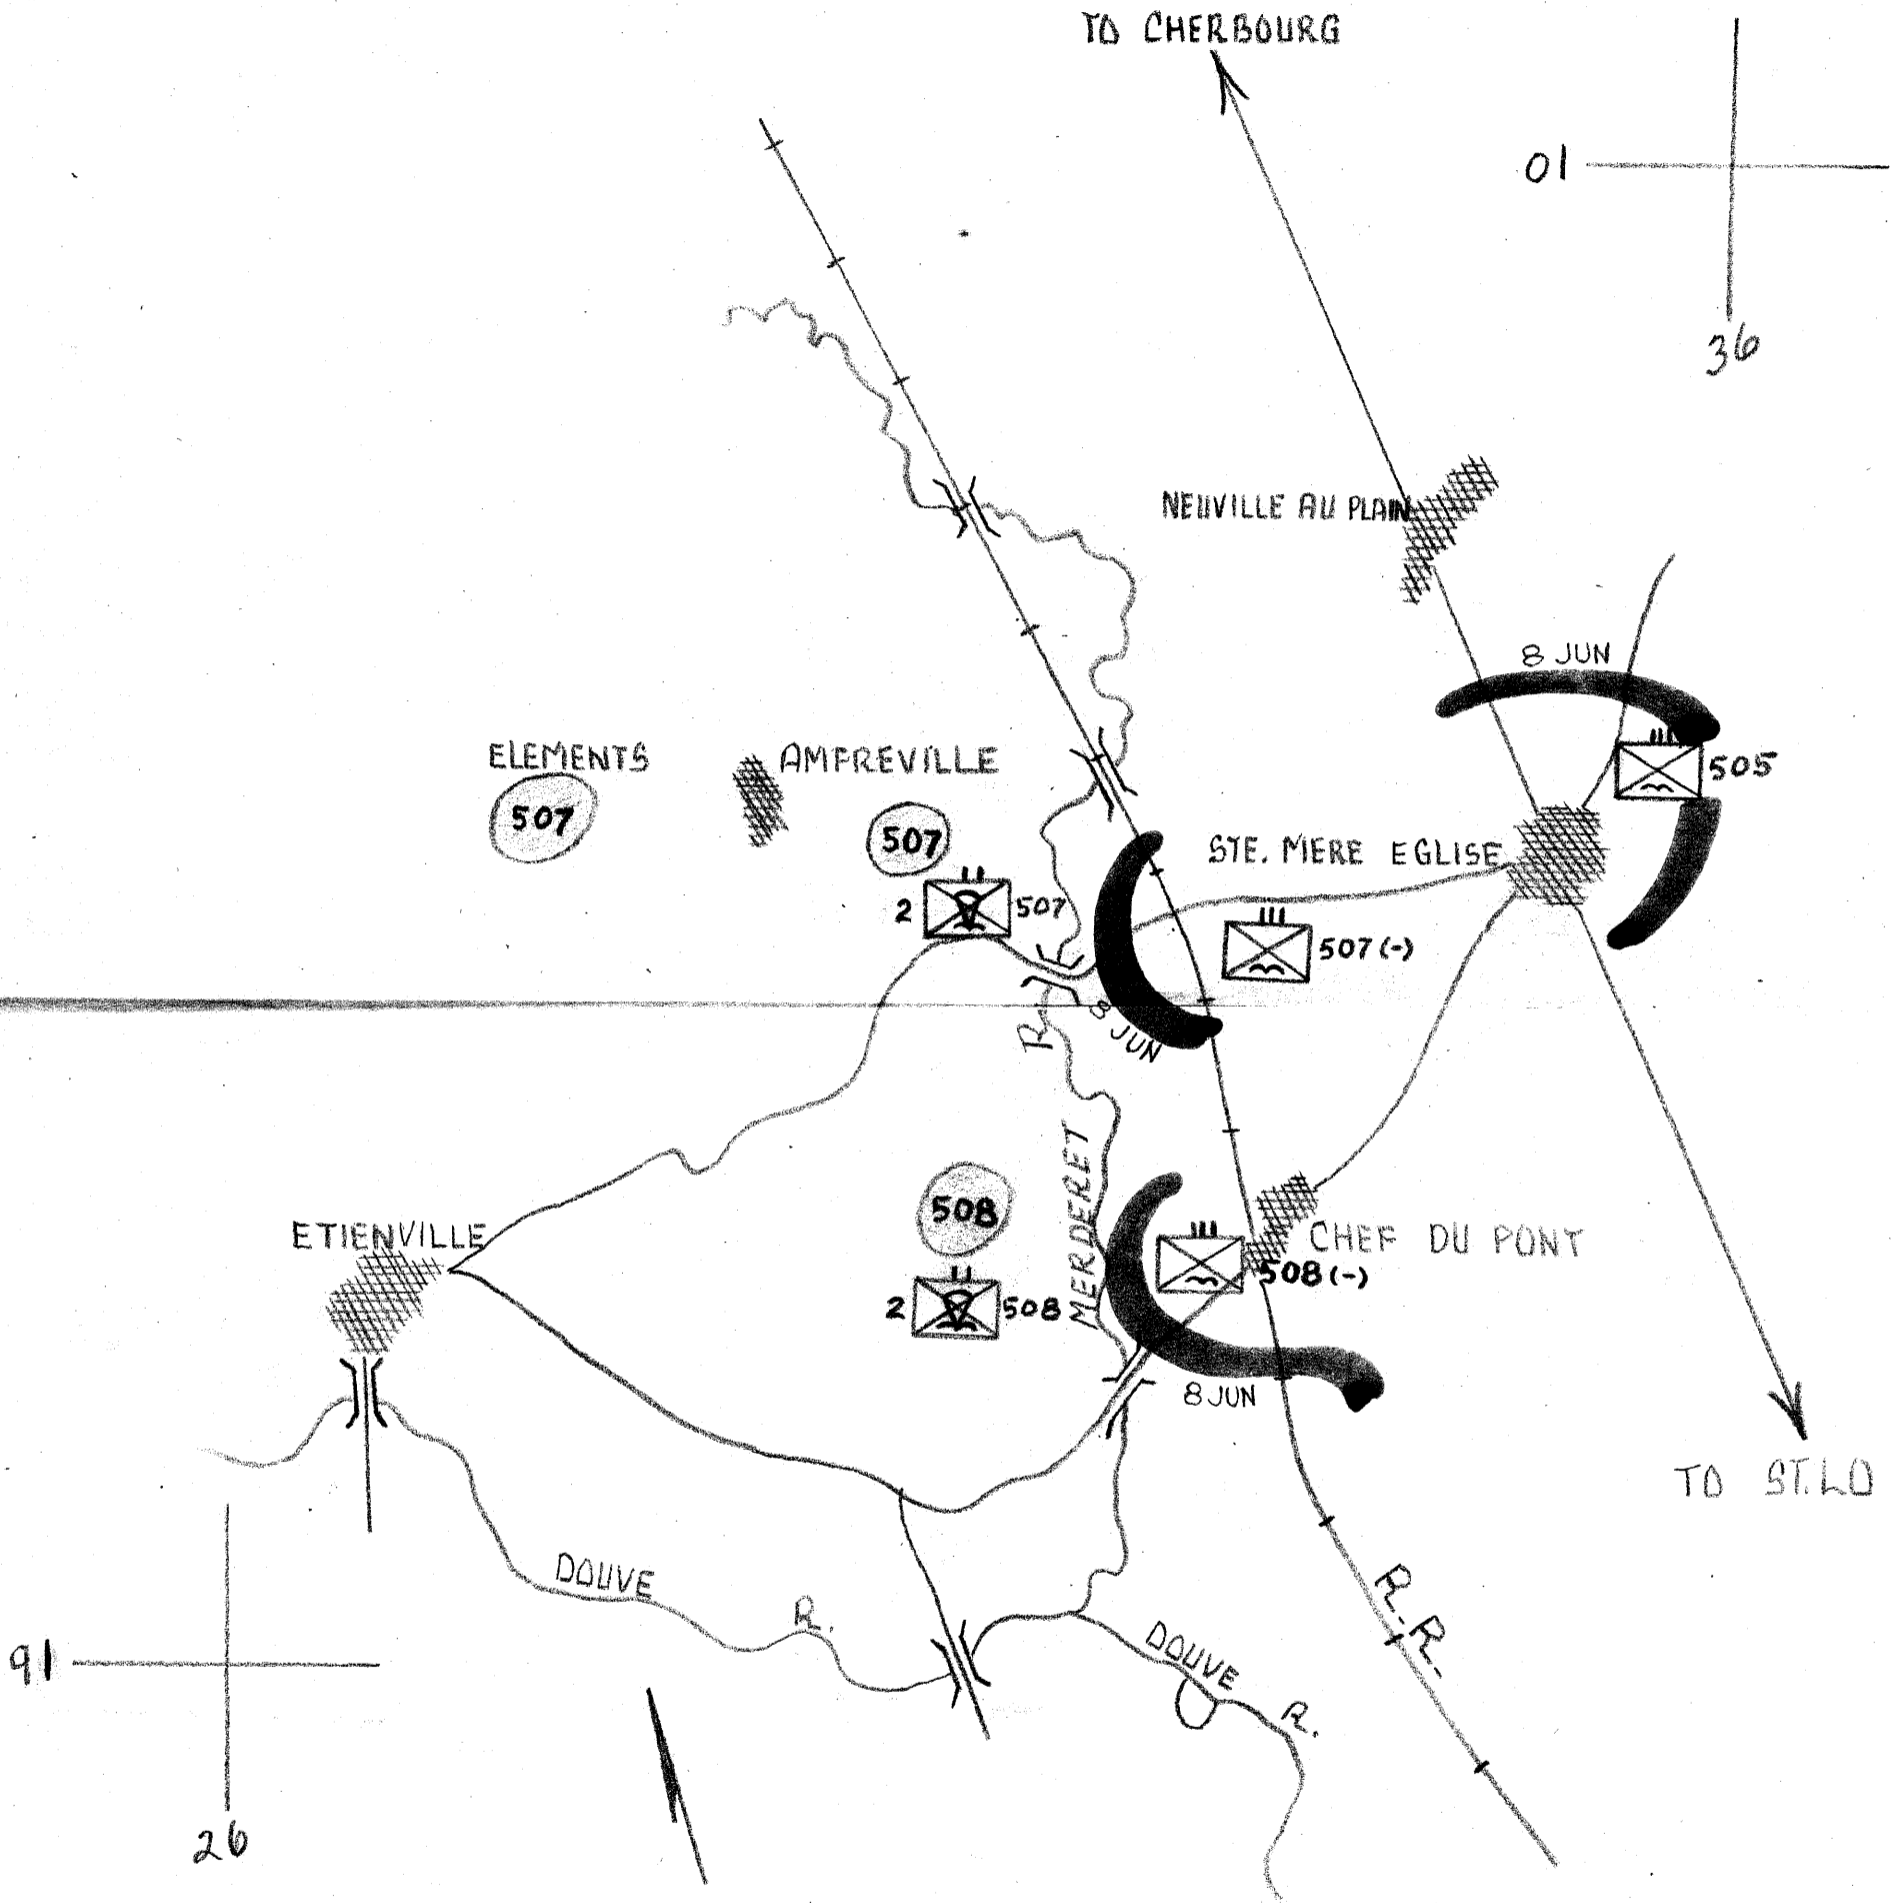 TO CHERBOURG
01
36
NEUVILLE AU PLAIN
8 JUN
505
ELEMENTS
507
AMFREVILLE
507
STE. MERE EGLISE
2
507
507 (-)
8 JUN
R.
MERDERET
508
2
508
ETIENVILLE
CHEF DU PONT
508 (-)
8 JUN
TO ST. LO
DOUVE R.
DOUVE R.
R.R.
91
26